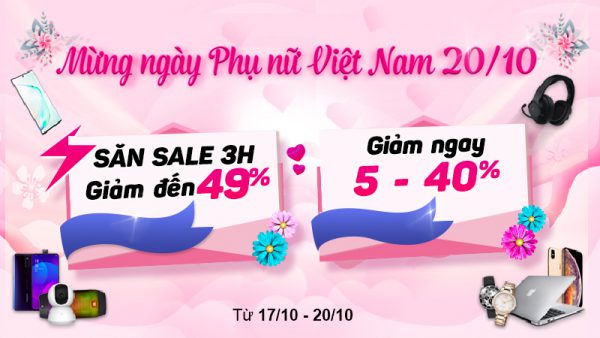 Mừng ngày Phụ nữ Việt Nam 20/10
SĂN SALE 3H
Giảm đến 49%
Giảm ngay
5 - 40%
Từ 17/10 - 20/10